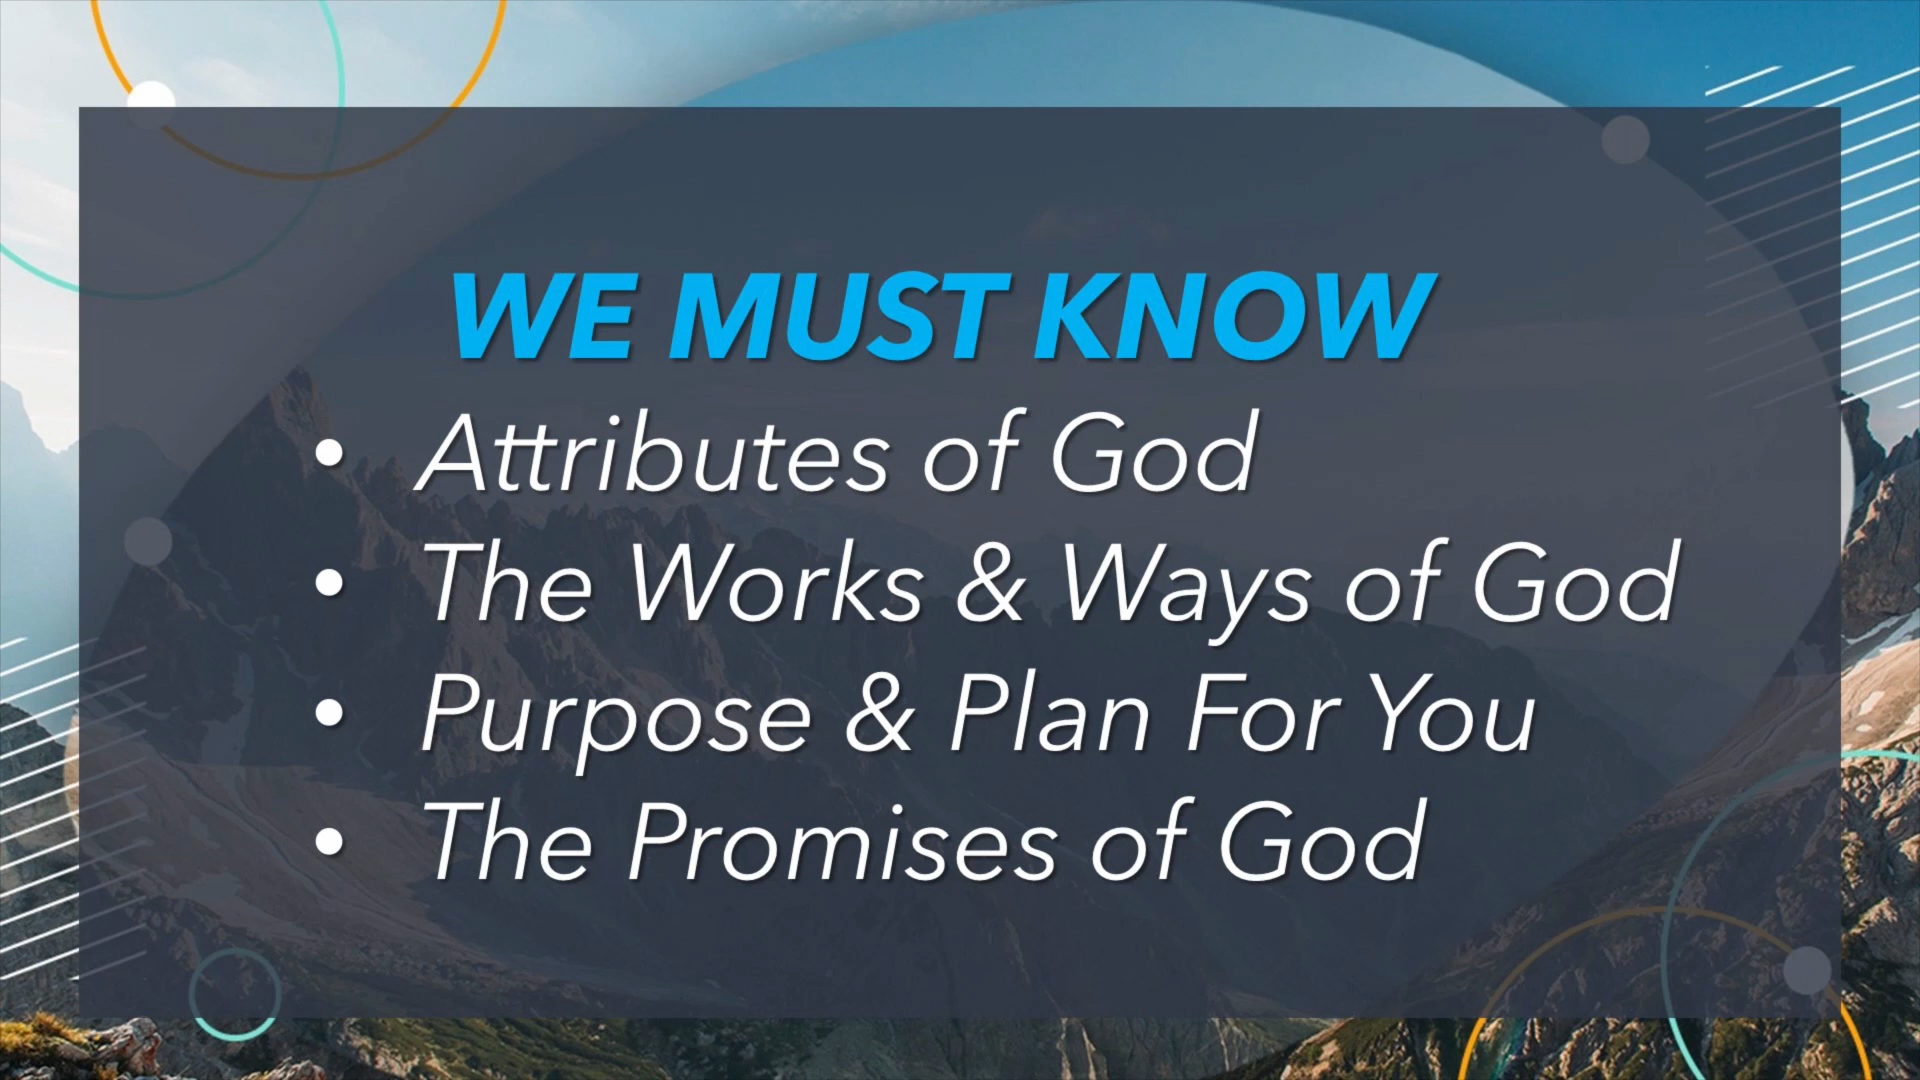 WE MUST KNOW
• Attributes of God
• The Works & Ways of God
• Purpose & Plan For You
• The Promises of God